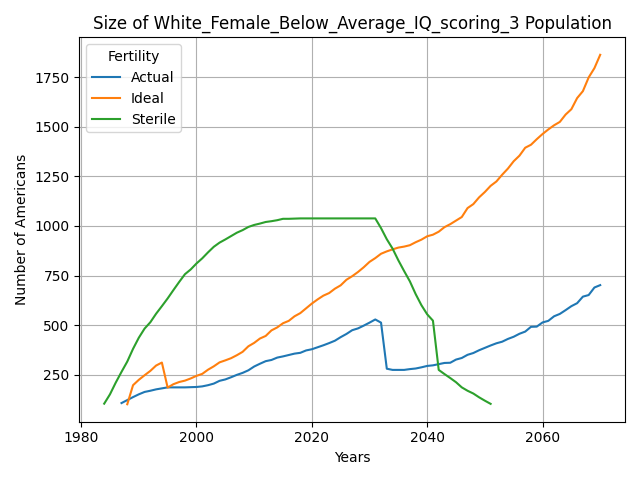 Size of White_Female_Below_Average_IQ_scoring_3 Population
Fertility
Actual
Ideal
Sterile
Number of Americans
1750
1500
1250
1000
750
500
250
1980
2000
2020
2040
2060
Years